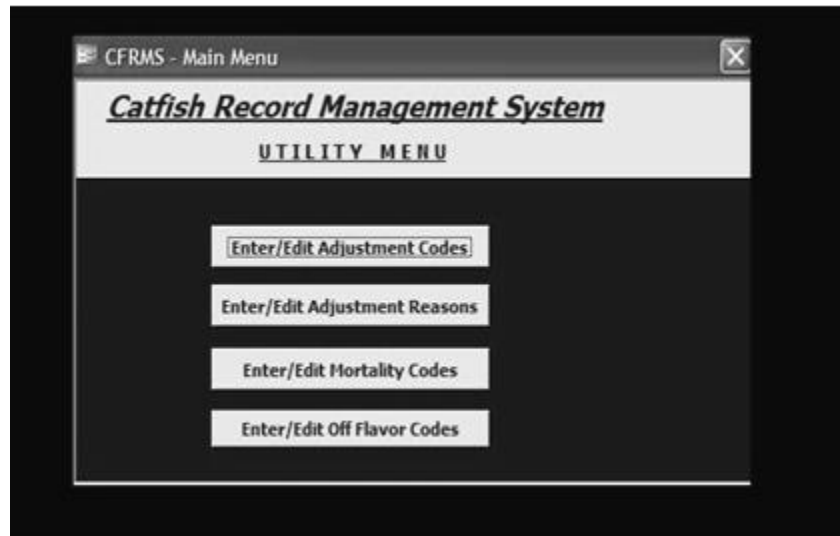 CFRMS - Main Menu
Catfish Record Management System
UTILITY MENU
Enter/Edit Adjustment Codes
Enter/Edit Adjustment Reasons
Enter/Edit Mortality Codes
Enter/Edit Off Flavor Codes